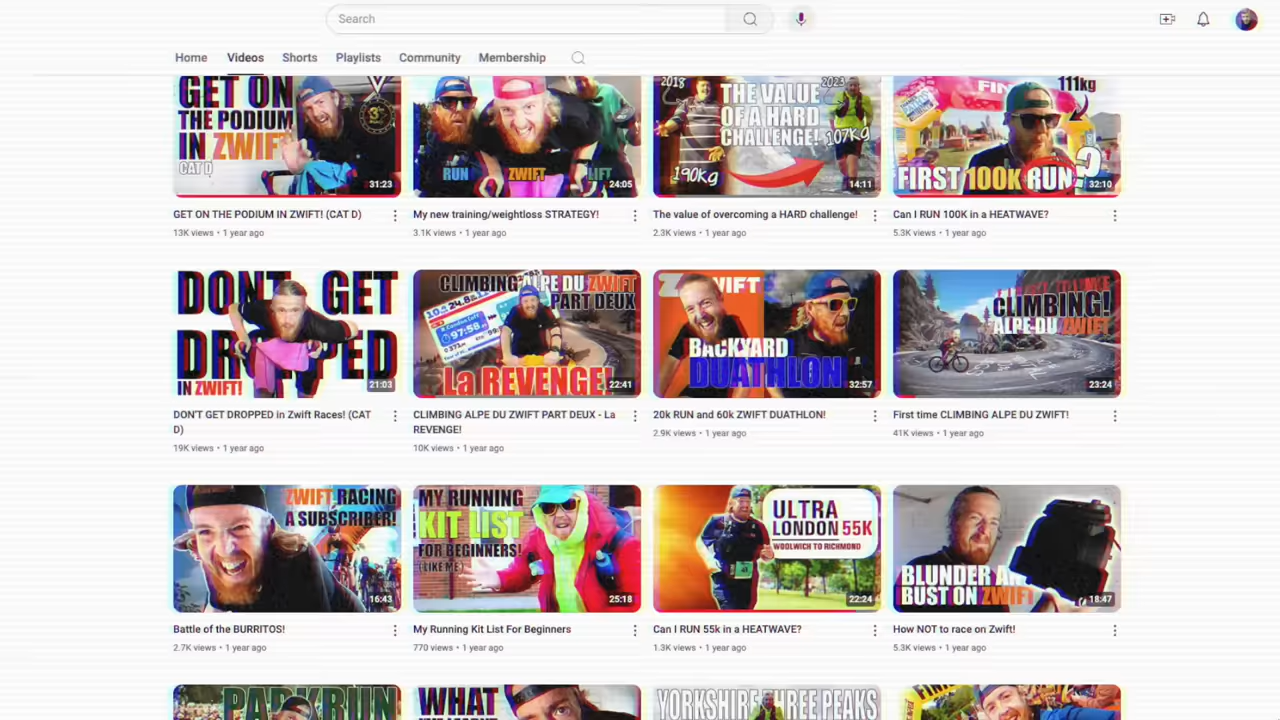 Search
Home
Videos
Shorts
Playlists
Community
Membership
GET ON
THE PODIUM
IN ZWIFT
CAT D
3
31:23
RUN
ZWIFT
LIFT
24:05
2018
2023
THE VALUE
OF A HARD
CHALLENGE!
107Kg
190Kg
14:11
111kg
FIN
FIRST 100K RUN
?
32:10
GET ON THE PODIUM IN ZWIFT! (CAT D)
13K views • 1 year ago
My new training/weightloss STRATEGY!
3.1K views • 1 year ago
The value of overcoming a HARD challenge!
2.3K views • 1 year ago
Can I RUN 100K in a HEATWAVE?
5.3K views • 1 year ago
DON'T GET
DROPPED
IN ZWIFT!
21:03
CLIMBING ALPE DU ZWIFT
PART DEUX
97:58
La REVENGE!
22:41
ZWIFT
BACKYARD
DUATHLON
32:57
CLIMBING!
ALPE DU ZWIFT
23:24
DON'T GET DROPPED in Zwift Races! (CAT
D)
19K views • 1 year ago
CLIMBING ALPE DU ZWIFT PART DEUX - La
REVENGE!
10K views • 1 year ago
20k RUN and 60k ZWIFT DUATHLON!
2.9K views • 1 year ago
First time CLIMBING ALPE DU ZWIFT!
41K views • 1 year ago
ZWIFT RACING
A SUBSCRIBER!
16:43
MY RUNNING
KIT LIST
FOR BEGINNERS!
(LIKE ME)
25:18
ULTRA
LONDON 55K
WOOLWICH TO RICHMOND
22:24
BLUNDER AN
BUST ON ZWIFT
18:47
Battle of the BURRITOS!
2.7K views • 1 year ago
My Running Kit List For Beginners
770 views • 1 year ago
Can I RUN 55k in a HEATWAVE?
1.3K views • 1 year ago
How NOT to race on Zwift!
5.3K views • 1 year ago
PARKRUN
WHAT
YORKSHIRE THREE PEAKS